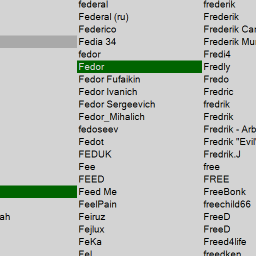 federal
Federal (ru)
Federico
Fedia 34
fedor
Fedor
Fedor Fufaikin
Fedor Ivanich
Fedor Sergeevich
Fedor_Mihalich
fedoseev
Fedot
FEDUK
Fee
FEED
Feed Me
FeelPain
Feiruz
Fejlux
FeKa
Fel
frederik
Frederik
Frederik Car
Frederik Mu
Fredi4
Fredly
Fredo
Fredric
fredrik
Fredrik
Fredrik - Arb
Fredrik "Evil"
Fredrik.J
free
FREE
FreeBonk
freechild66
FreeD
FreeD
Freed4life
freedken
ah